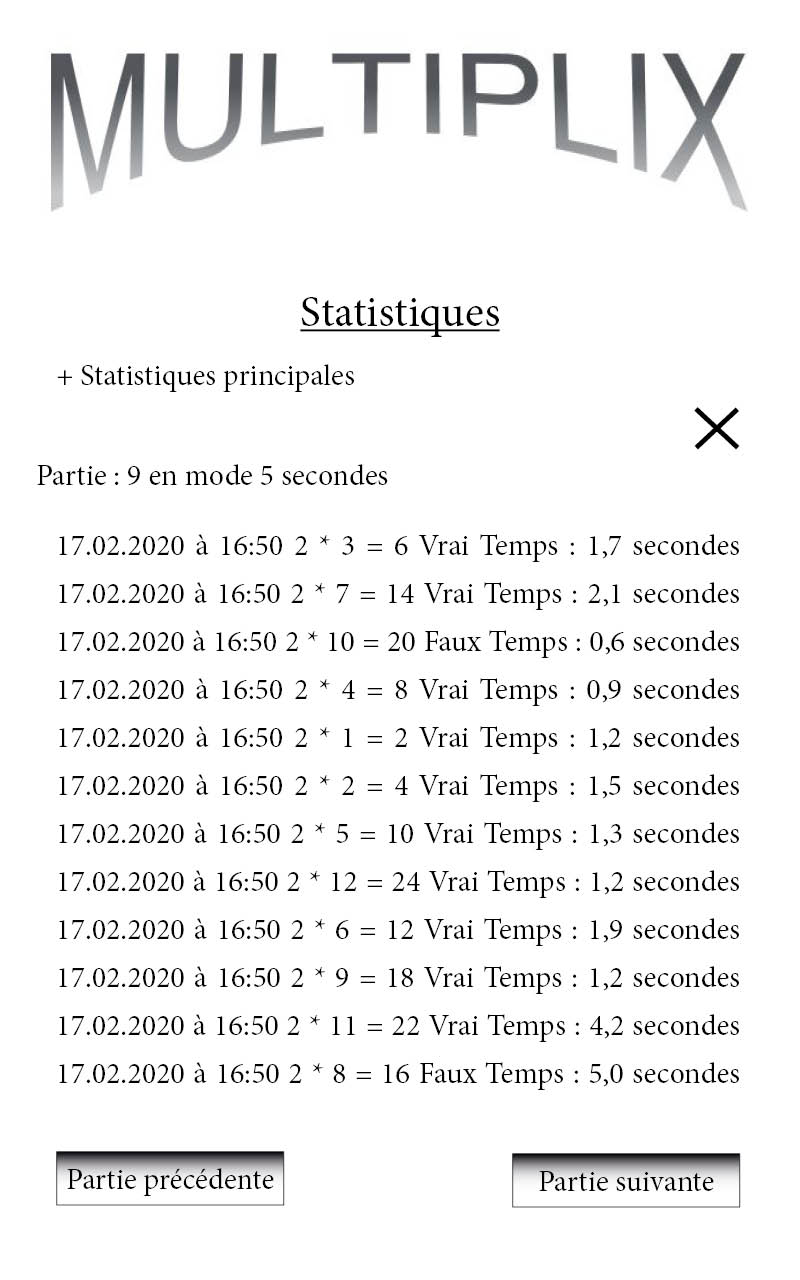 MULTIPLIX
Statistiques
+ Statistiques principales
Partie : 9 en mode 5 secondes
17.02.2020 à 16:50 2 * 3 = 6 Vrai Temps : 1,7 secondes
17.02.2020 à 16:50 2 * 7 = 14 Vrai Temps : 2,1 secondes
17.02.2020 à 16:50 2 * 10 = 20 Faux Temps : 0,6 secondes
17.02.2020 à 16:50 2 * 4 = 8 Vrai Temps : 0,9 secondes
17.02.2020 à 16:50 2 * 1 = 2 Vrai Temps : 1,2 secondes
17.02.2020 à 16:50 2 * 2 = 4 Vrai Temps : 1,5 secondes
17.02.2020 à 16:50 2 * 5 = 10 Vrai Temps : 1,3 secondes
17.02.2020 à 16:50 2 * 12 = 24 Vrai Temps : 1,2 secondes
17.02.2020 à 16:50 2 * 6 = 12 Vrai Temps : 1,9 secondes
17.02.2020 à 16:50 2 * 9 = 18 Vrai Temps : 1,2 secondes
17.02.2020 à 16:50 2 * 11 = 22 Vrai Temps : 4,2 secondes
17.02.2020 à 16:50 2 * 8 = 16 Faux Temps : 5,0 secondes
Partie précédente
Partie suivante